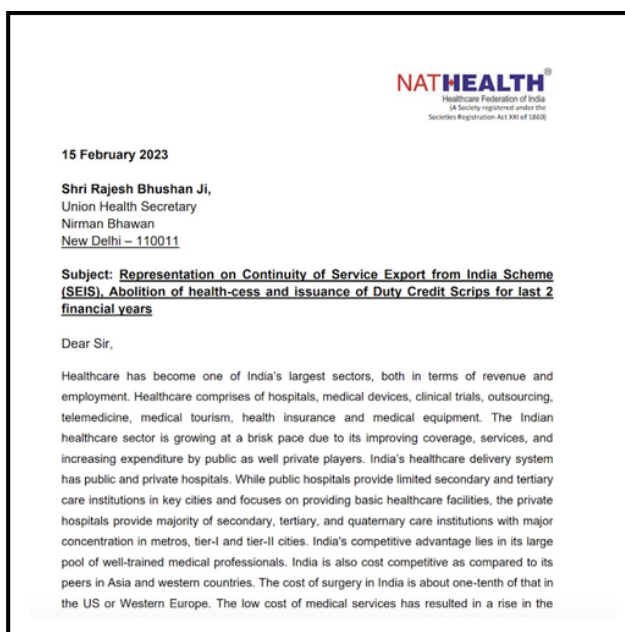 NATHEALTH®
Healthcare Federation of India
(A Society registered under the
Societies Registration Act XXI of 1860)
15 February 2023
Shri Rajesh Bhushan Ji,
Union Health Secretary
Nirman Bhawan
New Delhi – 110011
Subject: Representation on Continuity of Service Export from India Scheme
(SEIS), Abolition of health-cess and issuance of Duty Credit Scrips for last 2
financial years
Dear Sir,
Healthcare has become one of India's largest sectors, both in terms of revenue and
employment. Healthcare comprises of hospitals, medical devices, clinical trials, outsourcing,
telemedicine, medical tourism, health insurance and medical equipment. The Indian
healthcare sector is growing at a brisk pace due to its improving coverage, services, and
increasing expenditure by public as well private players. India's healthcare delivery system
has public and private hospitals. While public hospitals provide limited secondary and tertiary
care institutions in key cities and focuses on providing basic healthcare facilities, the private
hospitals provide majority of secondary, tertiary, and quaternary care institutions with major
concentration in metros, tier-I and tier-II cities. India's competitive advantage lies in its large
pool of well-trained medical professionals. India is also cost competitive as compared to its
peers in Asia and western countries. The cost of surgery in India is about one-tenth of that in
the US or Western Europe. The low cost of medical services has resulted in a rise in the